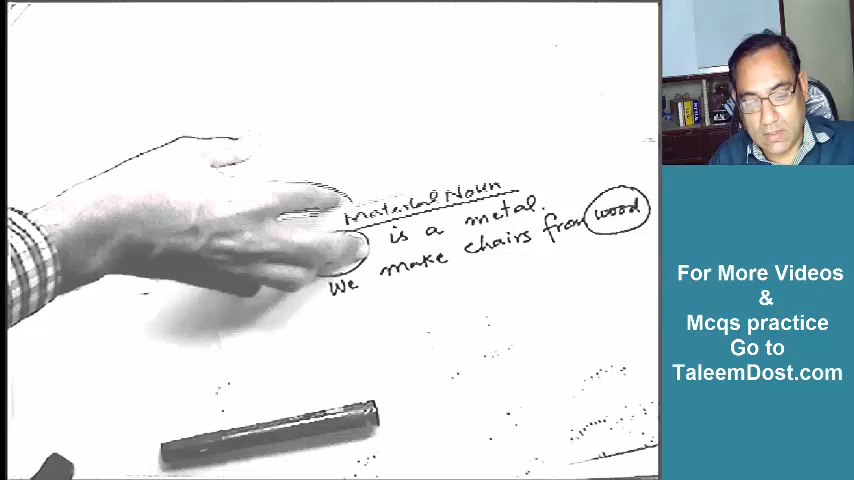 Material Noun
is a metal.
We make chairs from wood
For More Videos
&
Mcqs practice
Go to
TaleemDost.com